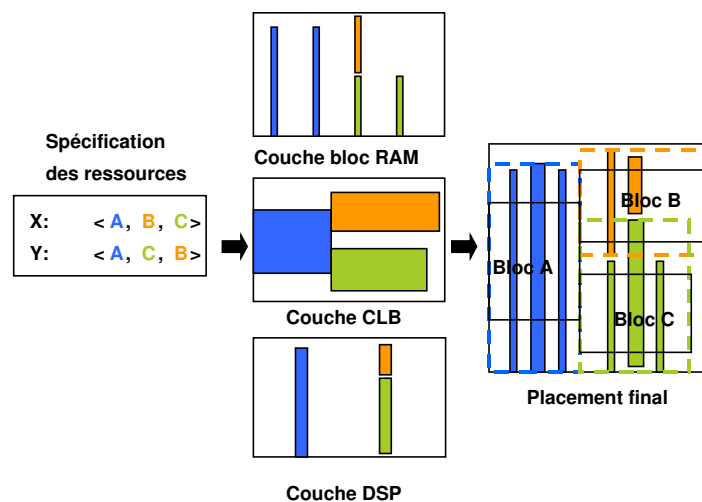 Spécification
des ressources
X: < A, B, C >
Y: < A, C, B >
Couche bloc RAM
Couche CLB
Couche DSP
Bloc A
Bloc B
Bloc C
Placement final